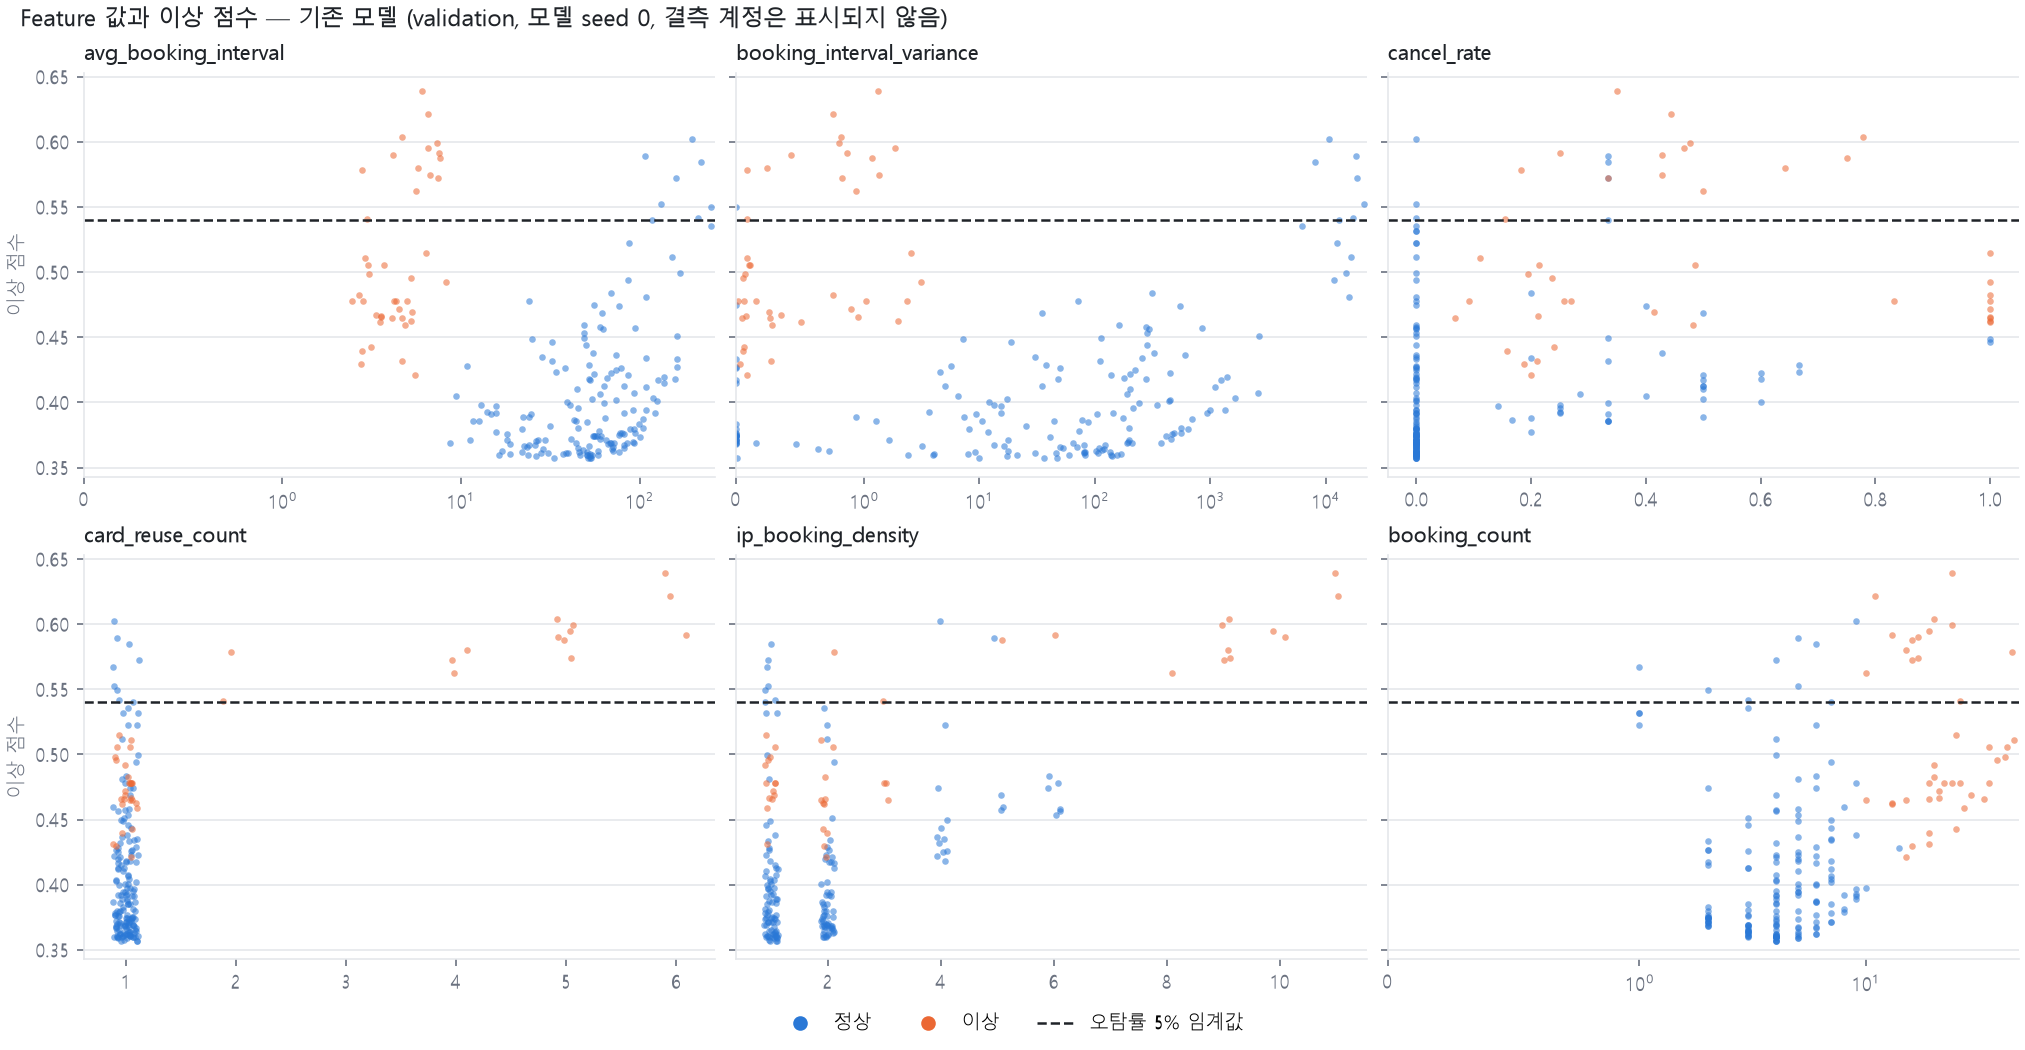 Feature 값과 이상 점수 — 기존 모델 (validation, 모델 seed 0, 결측 계정은 표시되지 않음)
avg_booking_interval
booking_interval_variance
cancel_rate
이상 점수
0.65
0.60
0.55
0.50
0.45
0.40
0.35
0 10⁰ 10¹ 10²
0 10⁰ 10¹ 10² 10³ 10⁴
0.0 0.2 0.4 0.6 0.8 1.0
card_reuse_count
ip_booking_density
booking_count
이상 점수
0.65
0.60
0.55
0.50
0.45
0.40
0.35
1 2 3 4 5 6
2 4 6 8 10
0 10⁰ 10¹
정상 이상 오탐률 5% 임계값